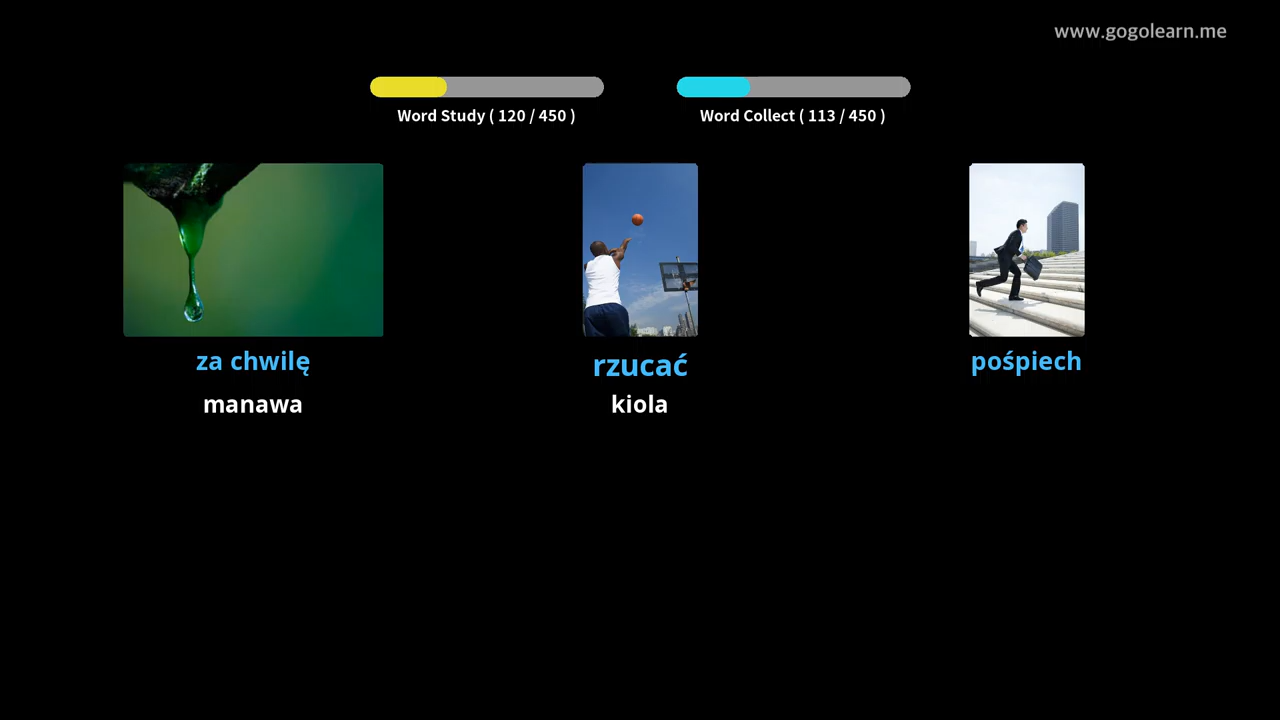 www.gogolearn.me
Word Study ( 120 / 450 )
Word Collect ( 113 / 450 )
za chwilę
rzucać
pośpiech
manawa
kiola